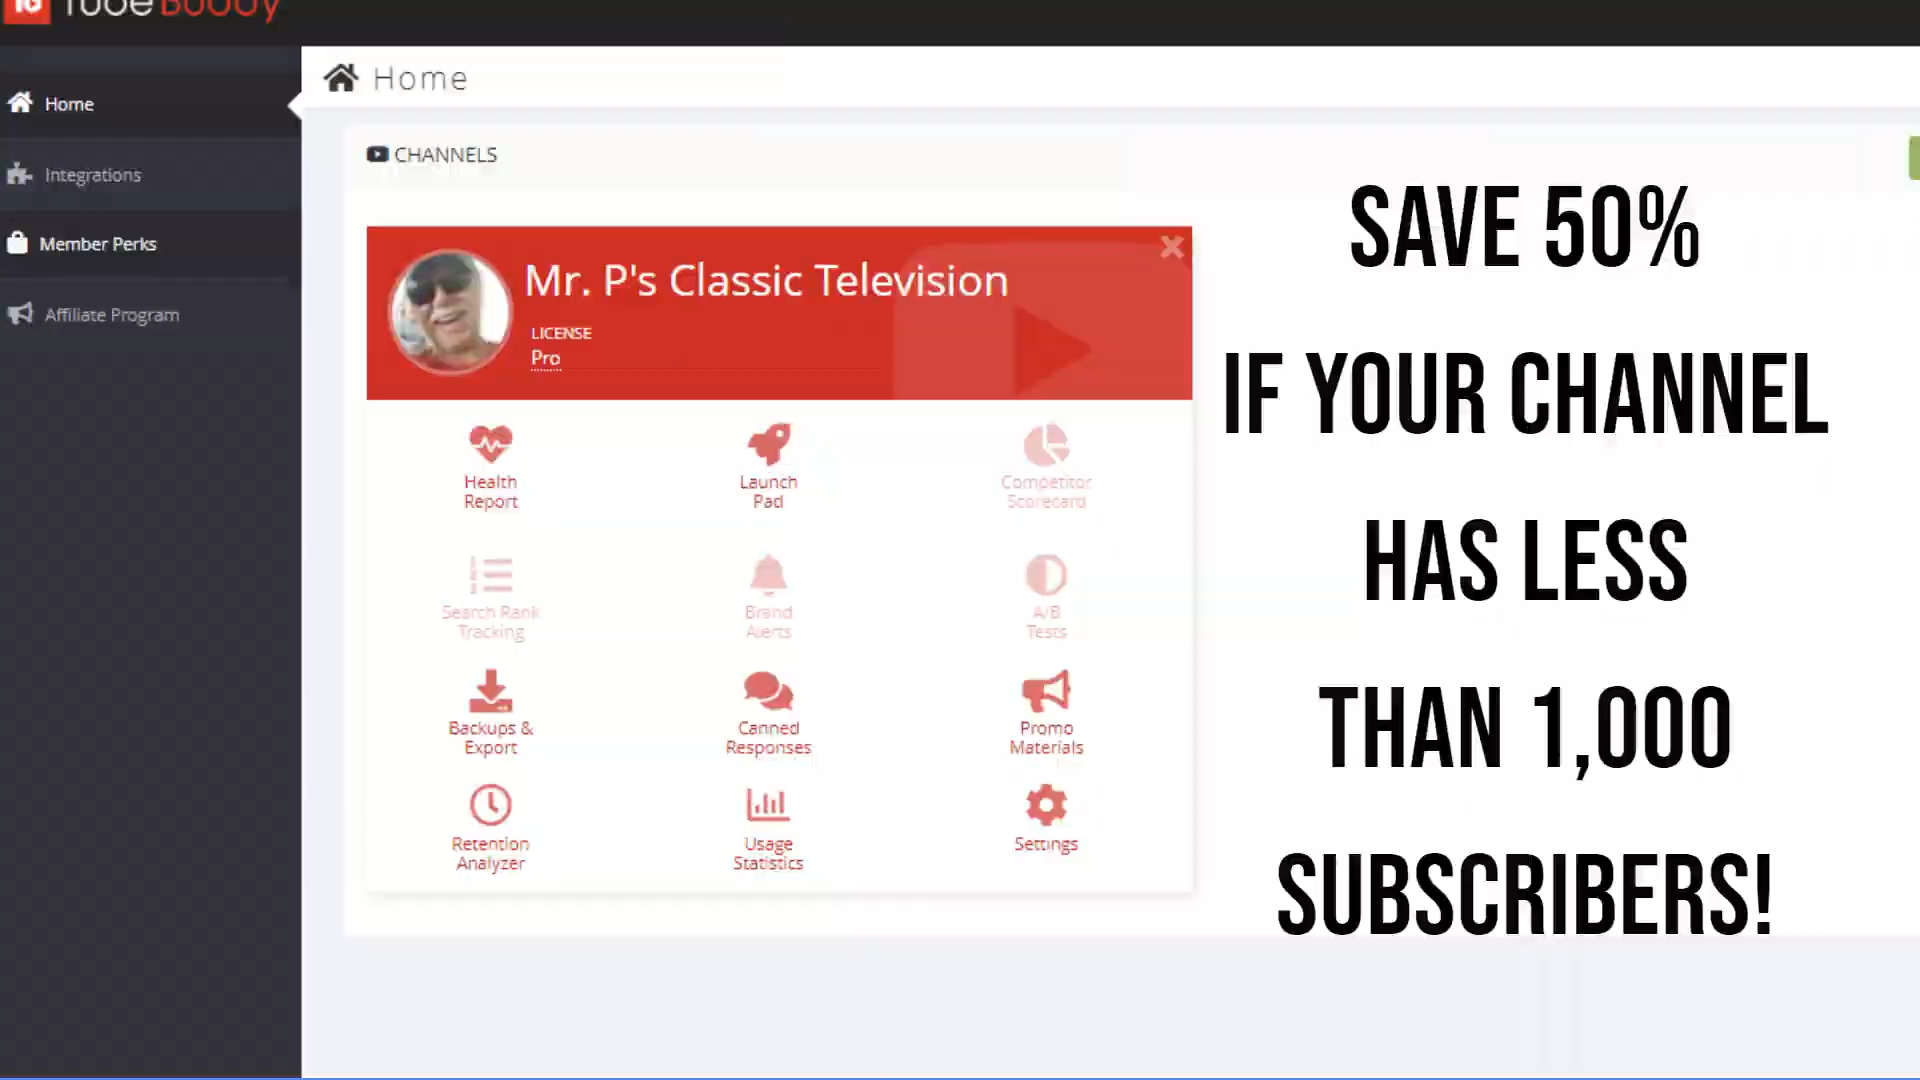 TubeBuddy
Home
Integrations
Member Perks
Affiliate Program
Home
CHANNELS
Mr. P's Classic Television
LICENSE
Pro
Health
Report
Launch
Pad
Competitor
Scorecard
Search Rank
Tracking
Brand
Alerts
A/B
Tests
Backups &
Export
Canned
Responses
Promo
Materials
Retention
Analyzer
Usage
Statistics
Settings
SAVE 50%
IF YOUR CHANNEL
HAS LESS
THAN 1,000
SUBSCRIBERS!